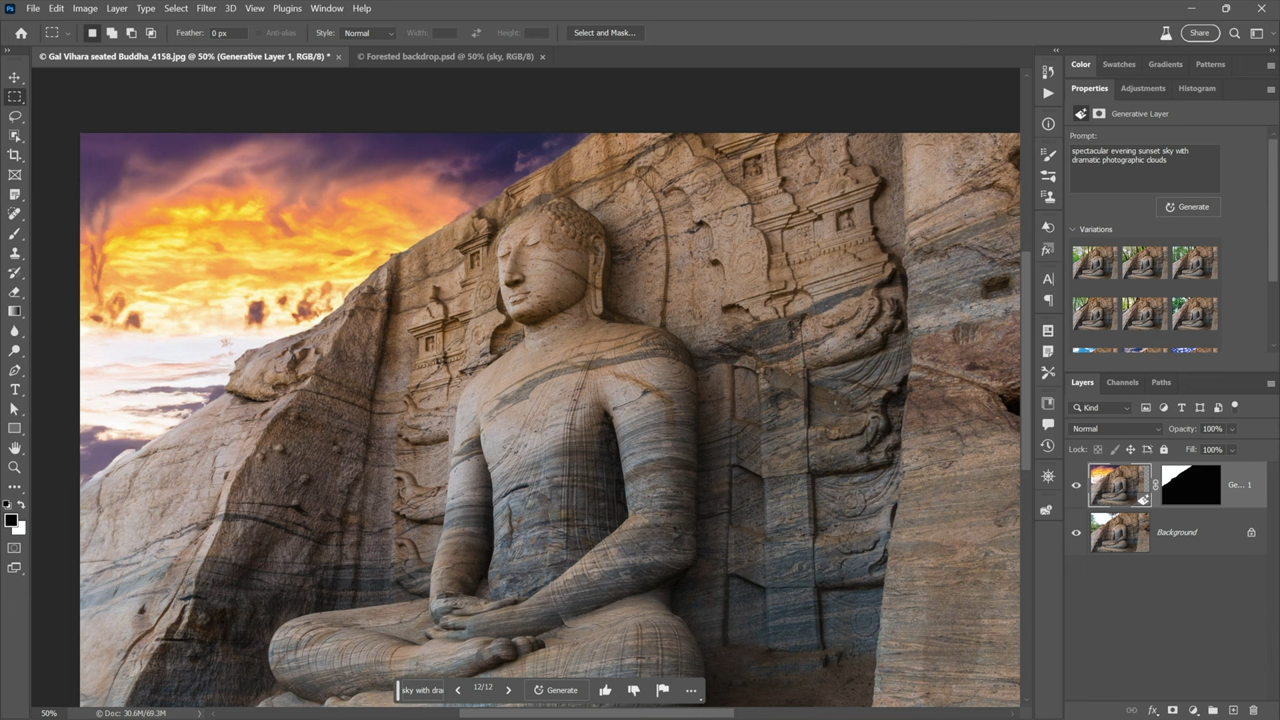 Ps File Edit Image Layer Type Select Filter 3D View Plugins Window Help
Feather: 0 px Anti-alias Style: Normal Width: Height: Select and Mask... Share
© Gal Vihara seated Buddha_4158.jpg @ 50% (Generative Layer 1, RGB/8) * × © Forested backdrop.psd @ 50% (sky, RGB/8) ×
Color Swatches Gradients Patterns
Properties Adjustments Histogram
Generative Layer
Prompt:
spectacular evening sunset sky with
dramatic photographic clouds
Generate
Variations
Layers Channels Paths
Kind
Normal Opacity: 100%
Lock: Fill: 100%
Ge... 1
Background
sky with dra 12/12 Generate
50% © Doc: 30.6M/69.3M